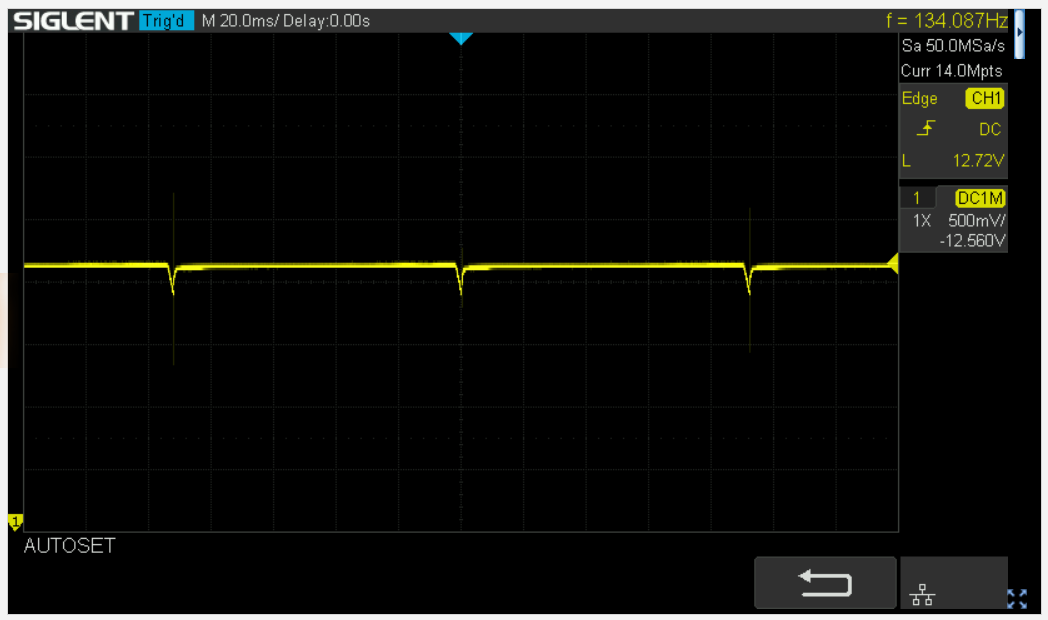 SIGLENT Trig'd M 20.0ms/ Delay:0.00s f = 134.087Hz
Sa 50.0MSa/s
Curr 14.0Mpts
Edge CH1
DC
L 12.72V
1 DC1M
1X 500mV/
-12.560V
1
AUTOSET